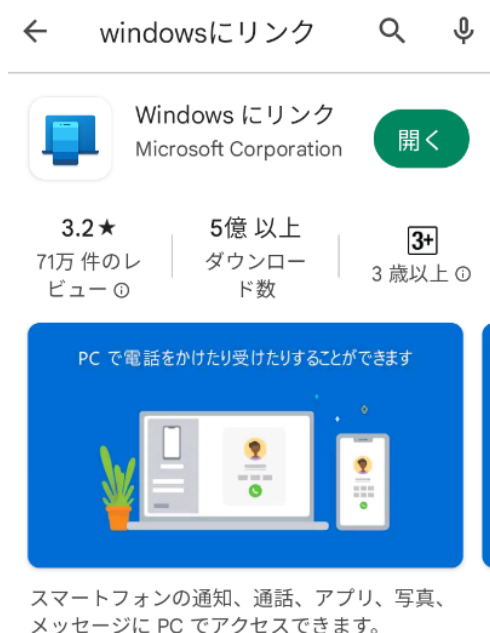 windowsにリンク
Windows にリンク
Microsoft Corporation
開く
3.2★
71万 件のレ
ビュー ⓘ
5億 以上
ダウンロー
ド数
3+
3 歳以上 ⓘ
PC で電話をかけたり受けたりすることができます
スマートフォンの通知、通話、アプリ、写真、
メッセージに PC でアクセスできます。